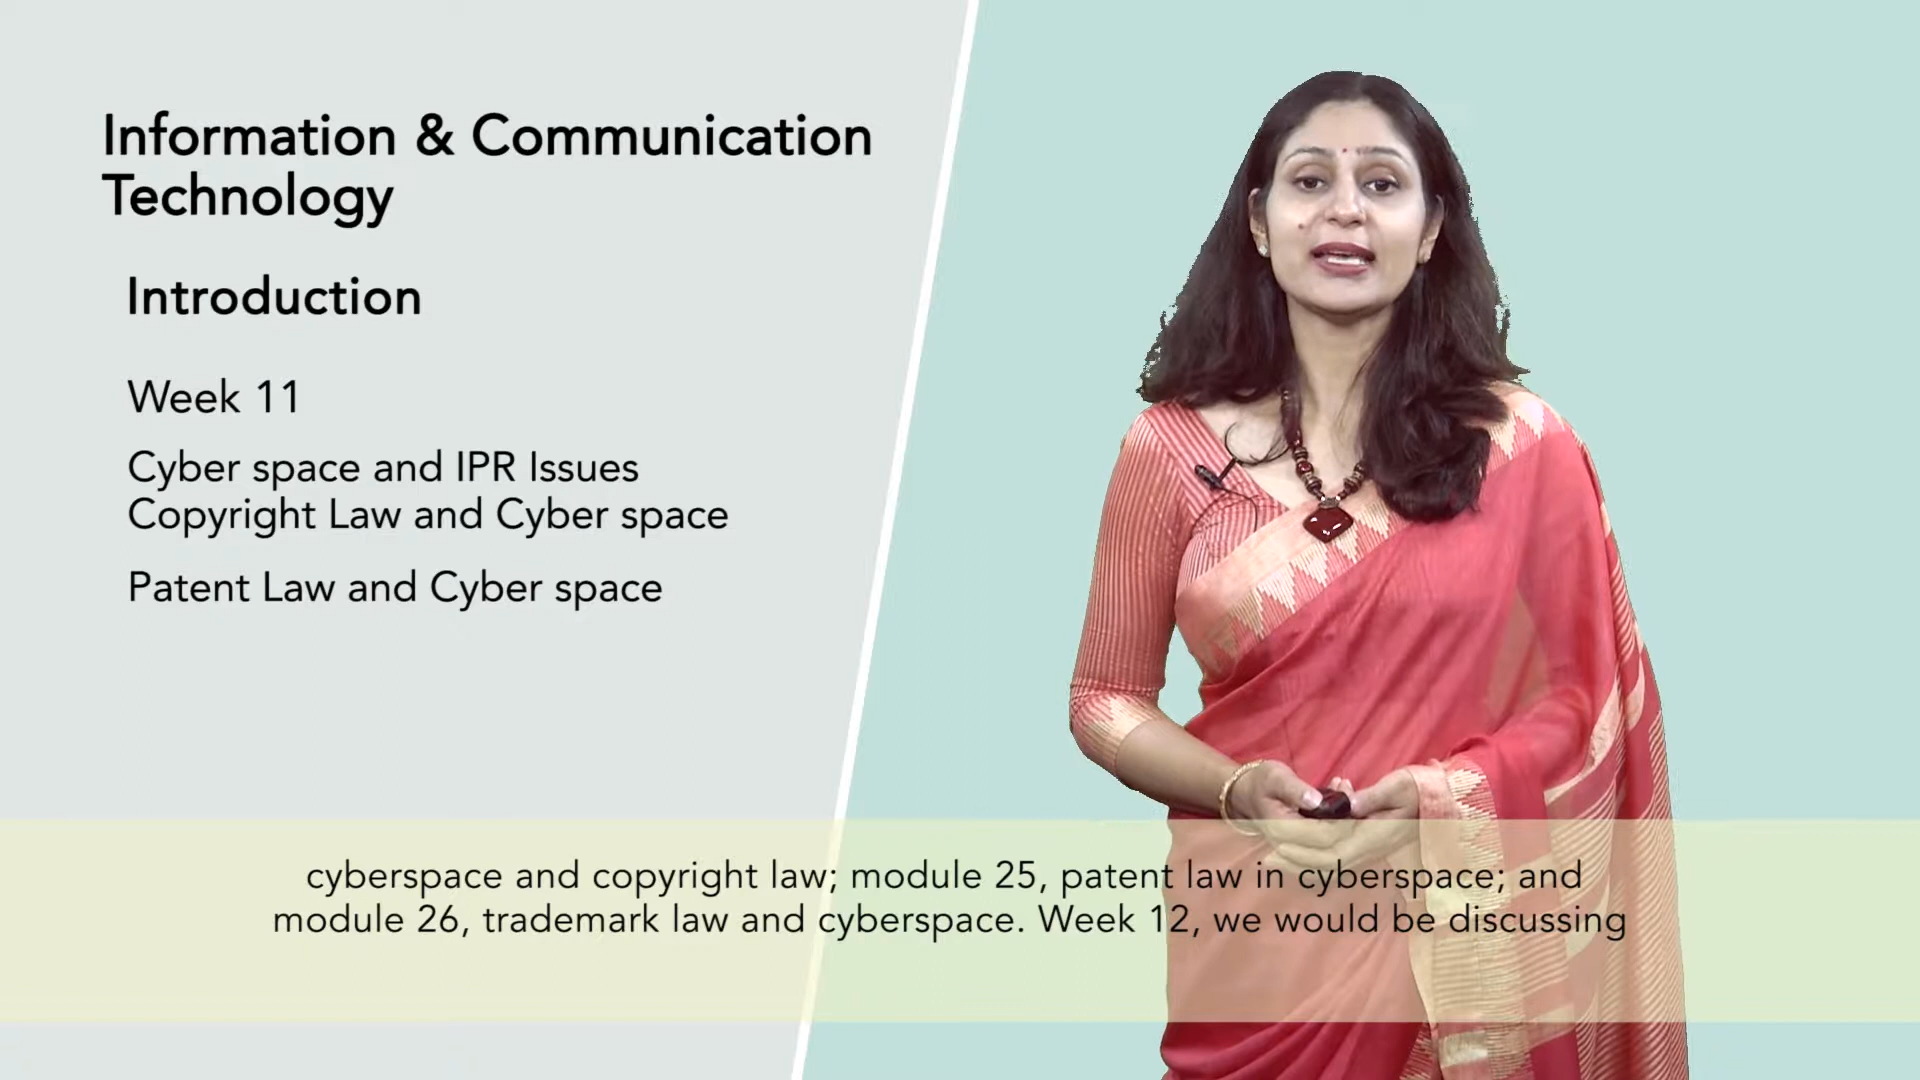 Information & Communication
Technology
Introduction
Week 11
Cyber space and IPR Issues
Copyright Law and Cyber space
Patent Law and Cyber space
cyberspace and copyright law; module 25, patent law in cyberspace; and
module 26, trademark law and cyberspace. Week 12, we would be discussing